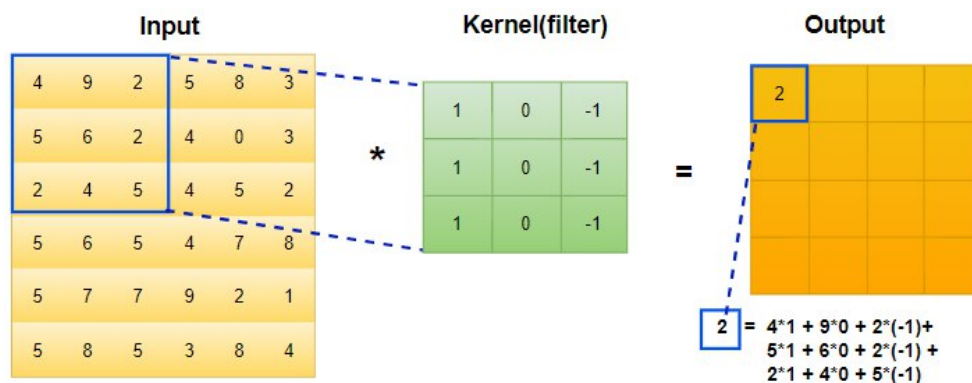 Input
4 9 2 5 8 3
5 6 2 4 0 3
2 4 5 4 5 2
5 6 5 4 7 8
5 7 7 9 2 1
5 8 5 3 8 4
*
Kernel(filter)
1 0 -1
1 0 -1
1 0 -1
=
Output
2
2 = 4*1 + 9*0 + 2*(-1)+
5*1 + 6*0 + 2*(-1) +
2*1 + 4*0 + 5*(-1)